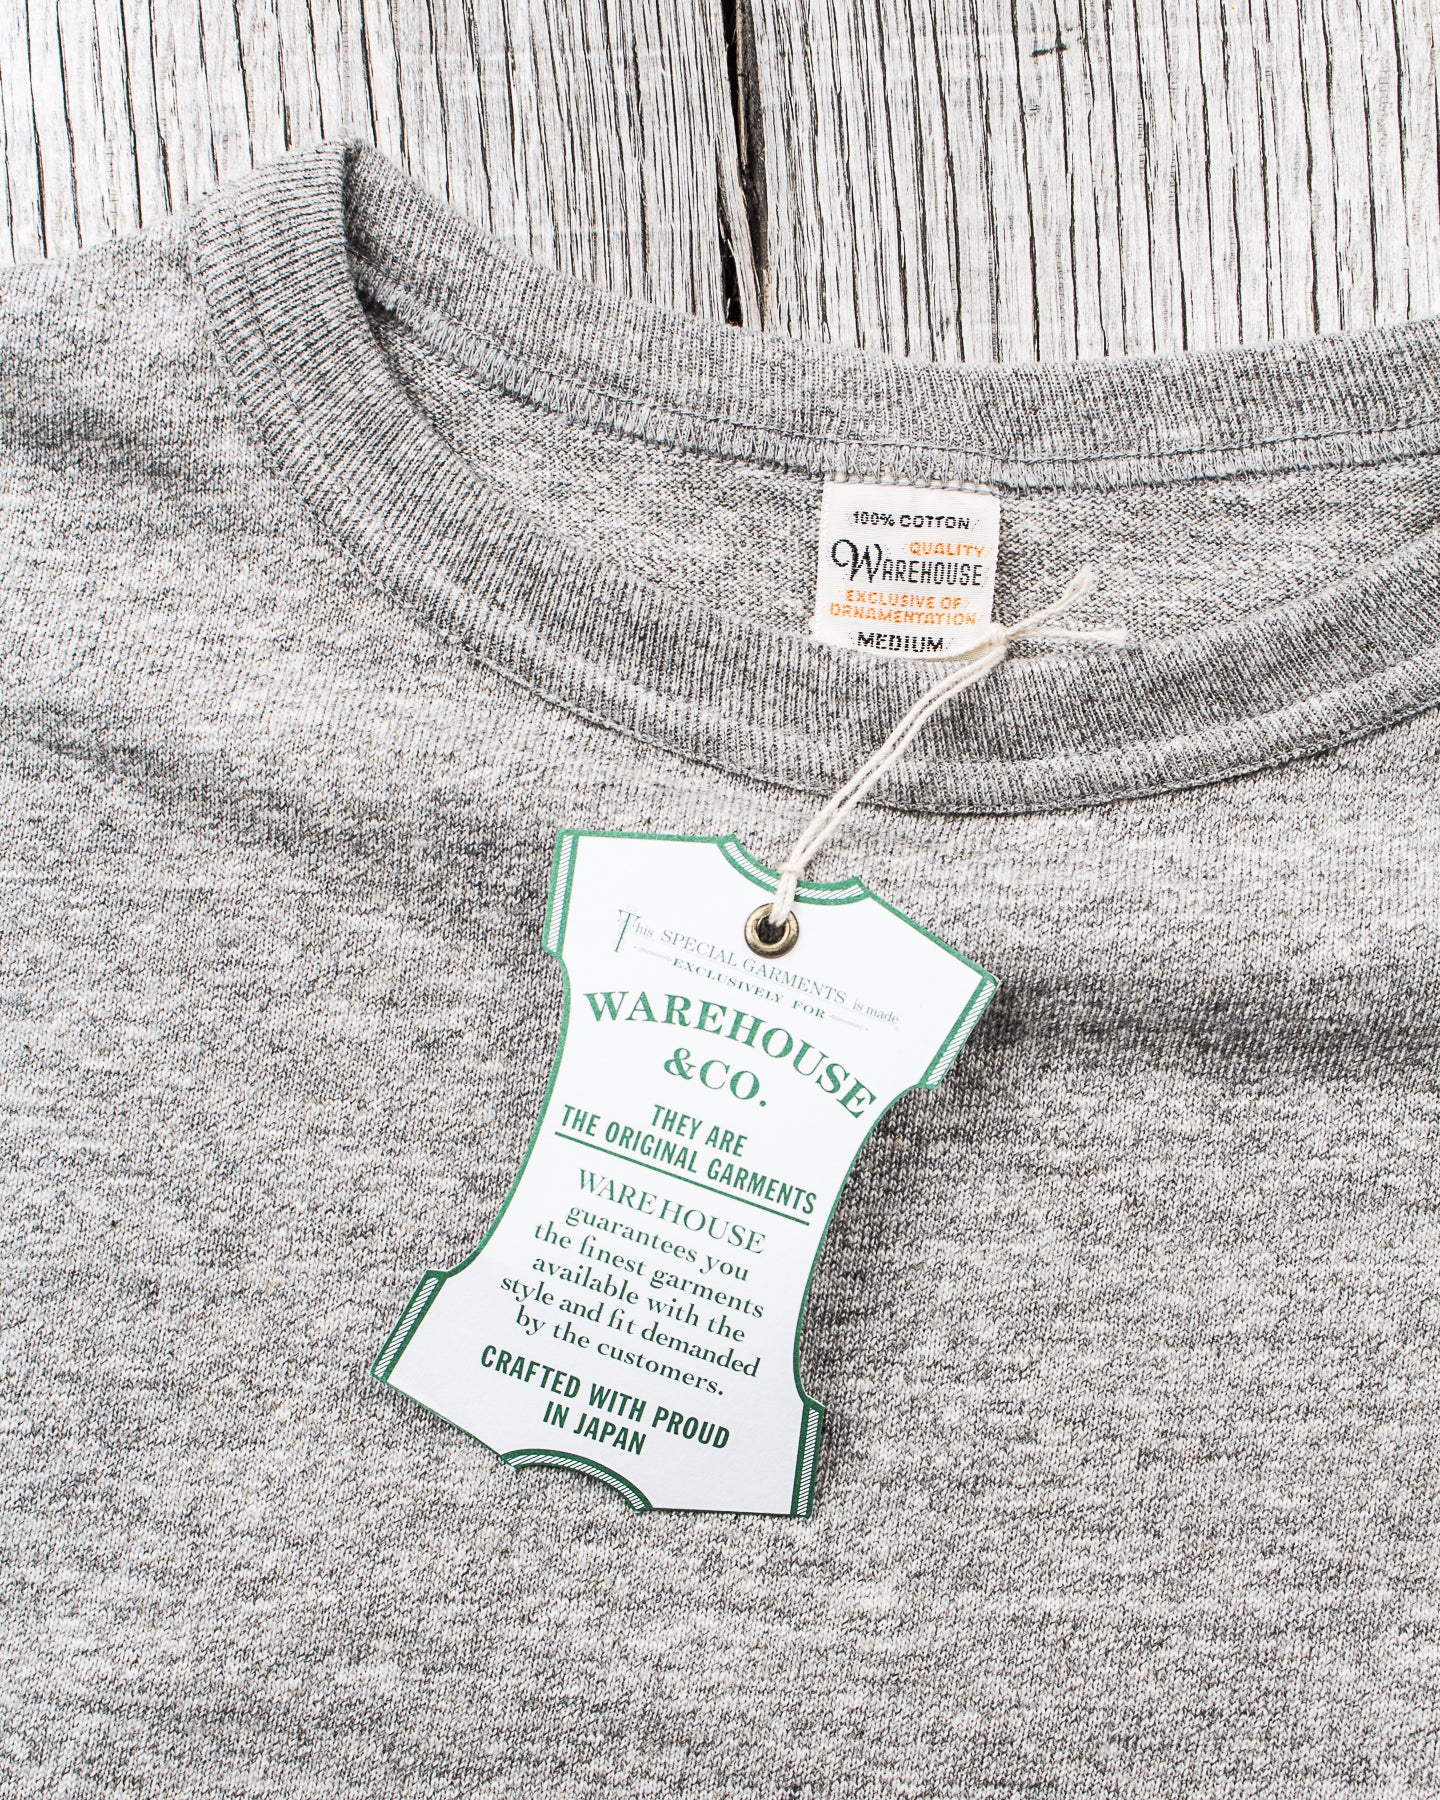 100% COTTON
QUALITY
WAREHOUSE
EXCLUSIVE OF
ORNAMENTATION
MEDIUM
This SPECIAL GARMENTS is made
EXCLUSIVELY FOR
WAREHOUSE
&CO.
THEY ARE
THE ORIGINAL GARMENTS
WAREHOUSE
guarantees you
the finest garments
available with the
style and fit demanded
by the customers.
CRAFTED WITH PROUD
IN JAPAN